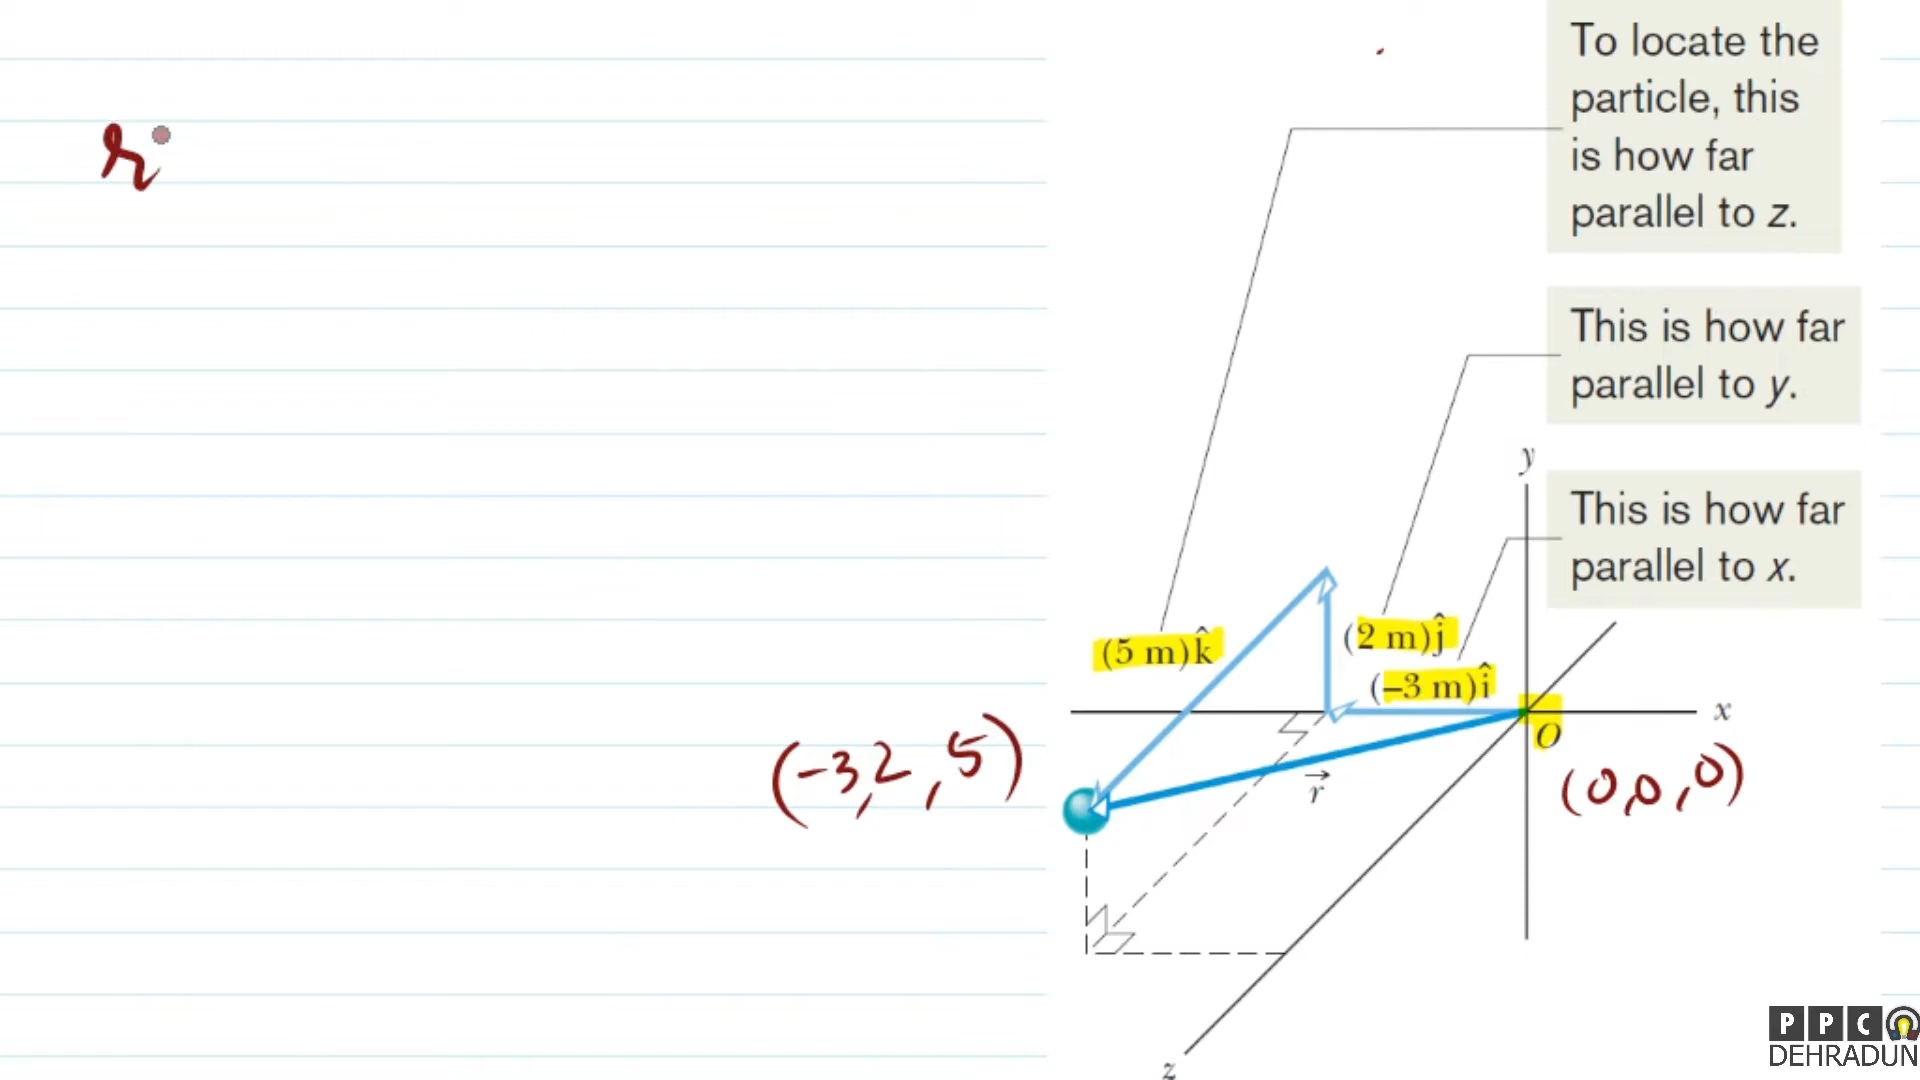 r
To locate the
particle, this
is how far
parallel to z.
This is how far
parallel to y.
y
This is how far
parallel to x.
(5 m)k̂
(2 m)ĵ
(–3 m)î
x
O
(-3,2,5)
r⃗
(0,0,0)
z
PPC
DEHRADUN